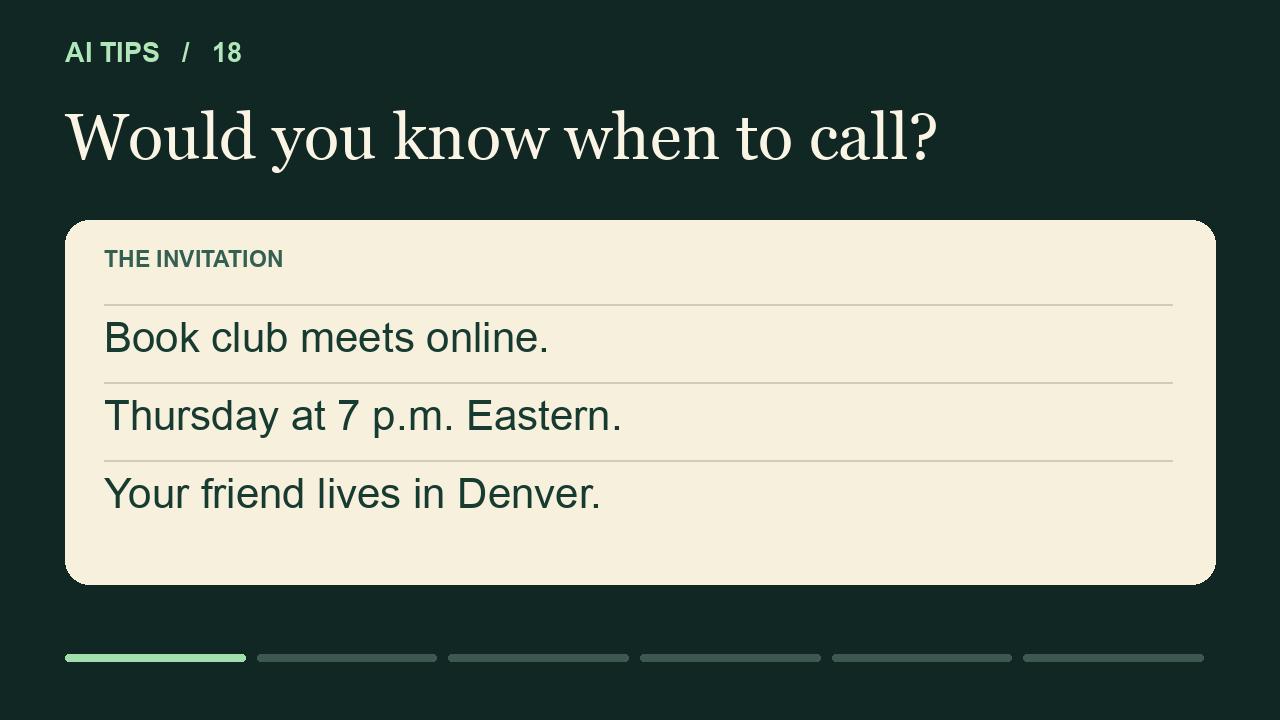 AI TIPS / 18
Would you know when to call?
THE INVITATION
Book club meets online.
Thursday at 7 p.m. Eastern.
Your friend lives in Denver.